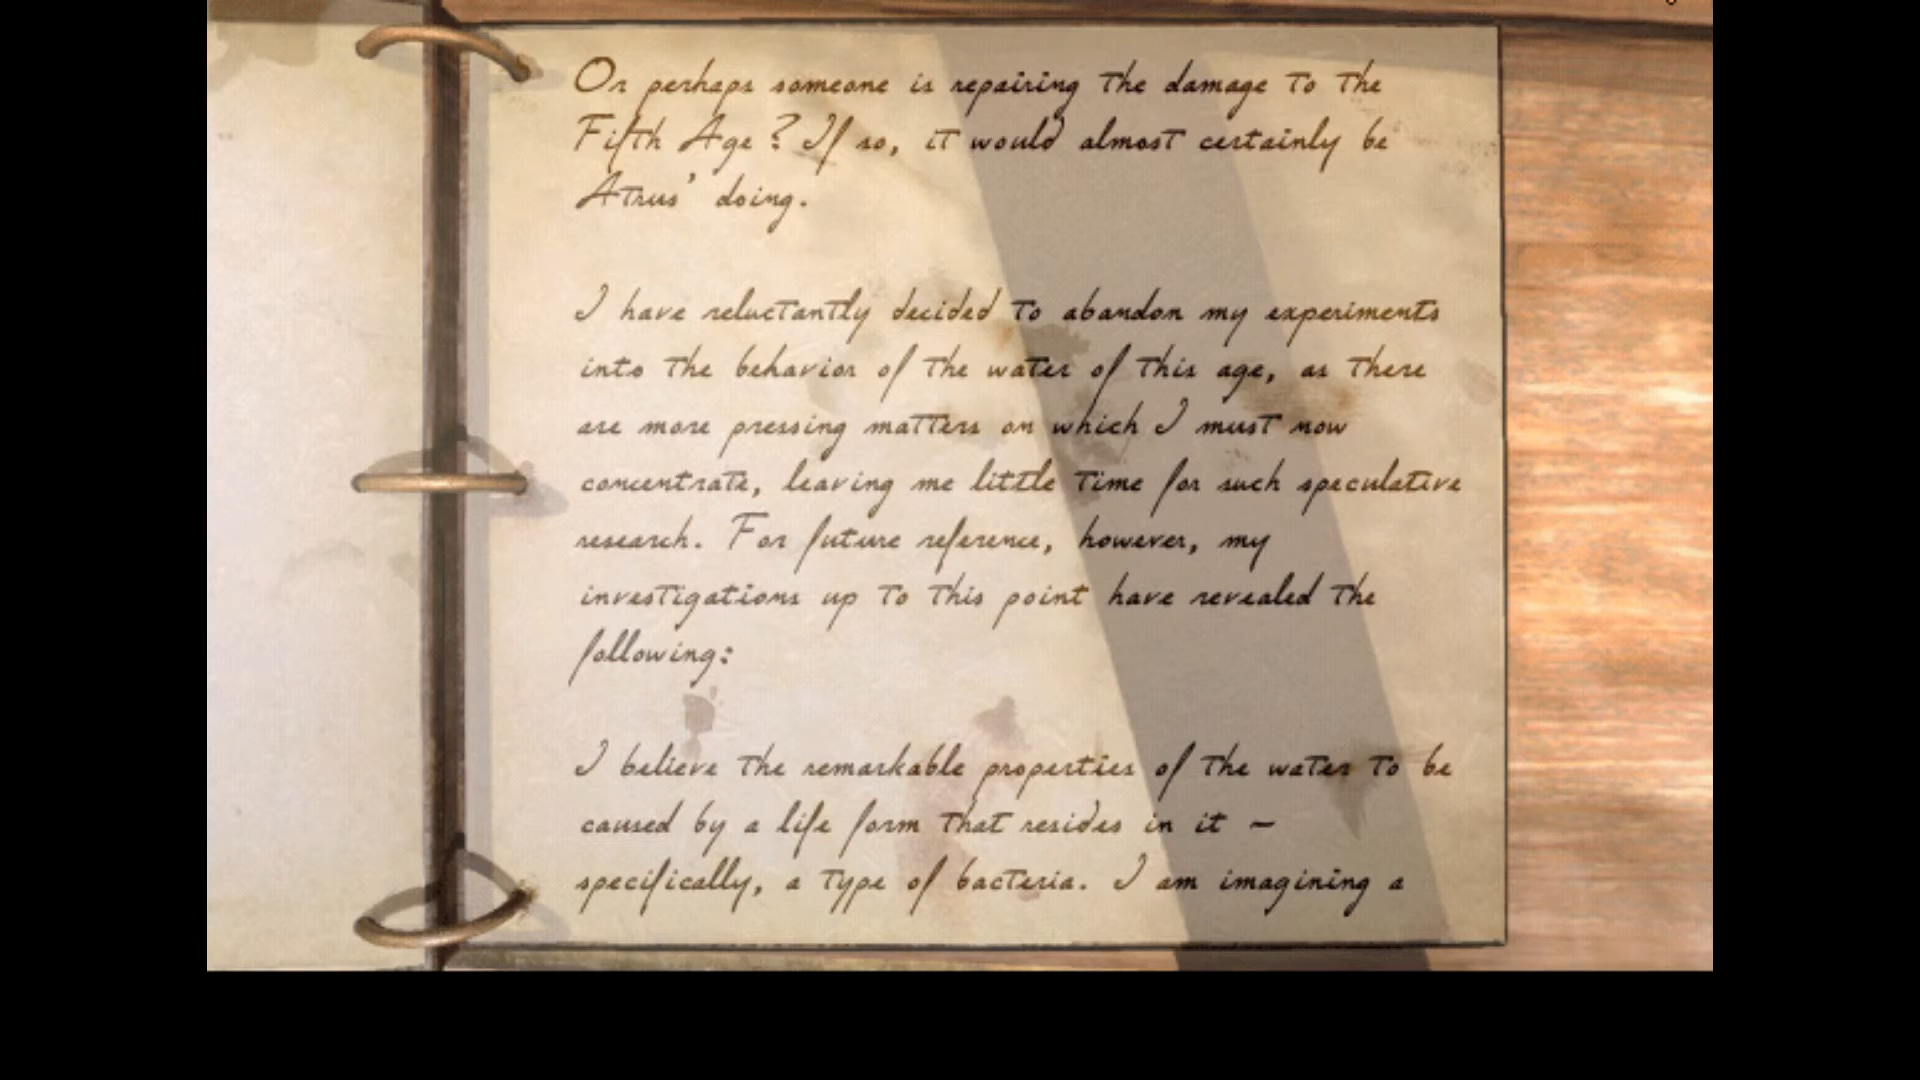 Or perhaps someone is repairing the damage to the
Fifth Age? If so, it would almost certainly be
Atrus' doing.
I have reluctantly decided to abandon my experiments
into the behavior of the water of this age, as there
are more pressing matters on which I must now
concentrate, leaving me little time for such speculative
research. For future reference, however, my
investigations up to this point have revealed the
following:
I believe the remarkable properties of the water to be
caused by a life form that resides in it –
specifically, a type of bacteria. I am imagining a